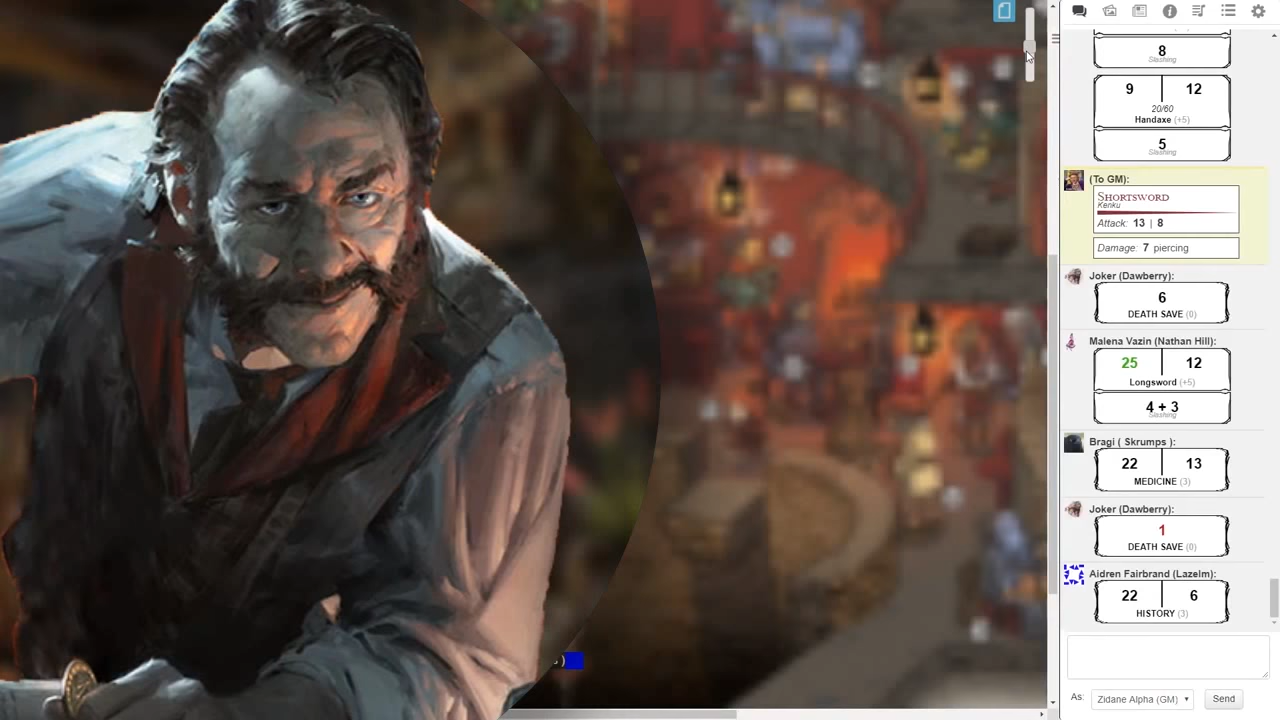 8
Slashing
9 12
20/60
Handaxe (+5)
5
Slashing
(To GM):
SHORTSWORD
Kenku
Attack: 13 | 8
Damage: 7 piercing
Joker (Dawberry):
6
DEATH SAVE (0)
Malena Vazin (Nathan Hill):
25 12
Longsword (+5)
4 + 3
Slashing
Bragi ( Skrumps ):
22 13
MEDICINE (3)
Joker (Dawberry):
1
DEATH SAVE (0)
Aidren Fairbrand (Lazelm):
22 6
HISTORY (3)
As: Zidane Alpha (GM) Send